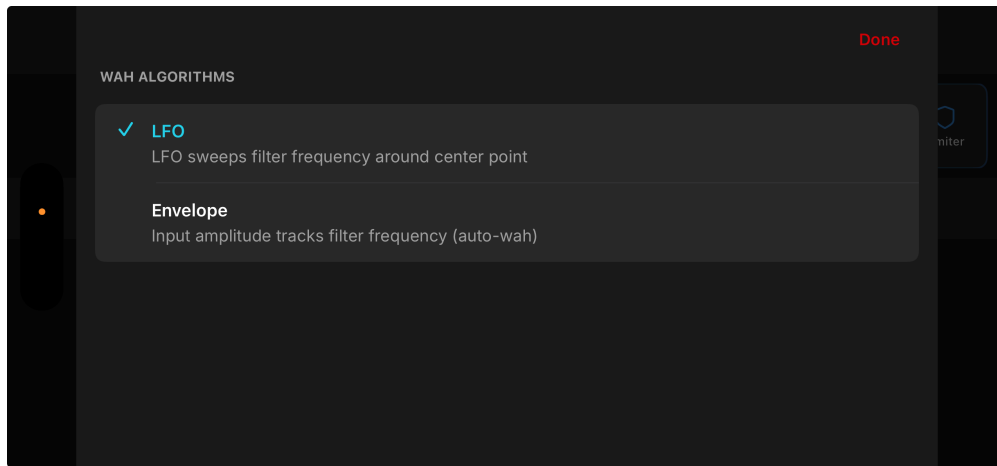 Done
WAH ALGORITHMS
LFO
LFO sweeps filter frequency around center point
miter
Envelope
Input amplitude tracks filter frequency (auto-wah)